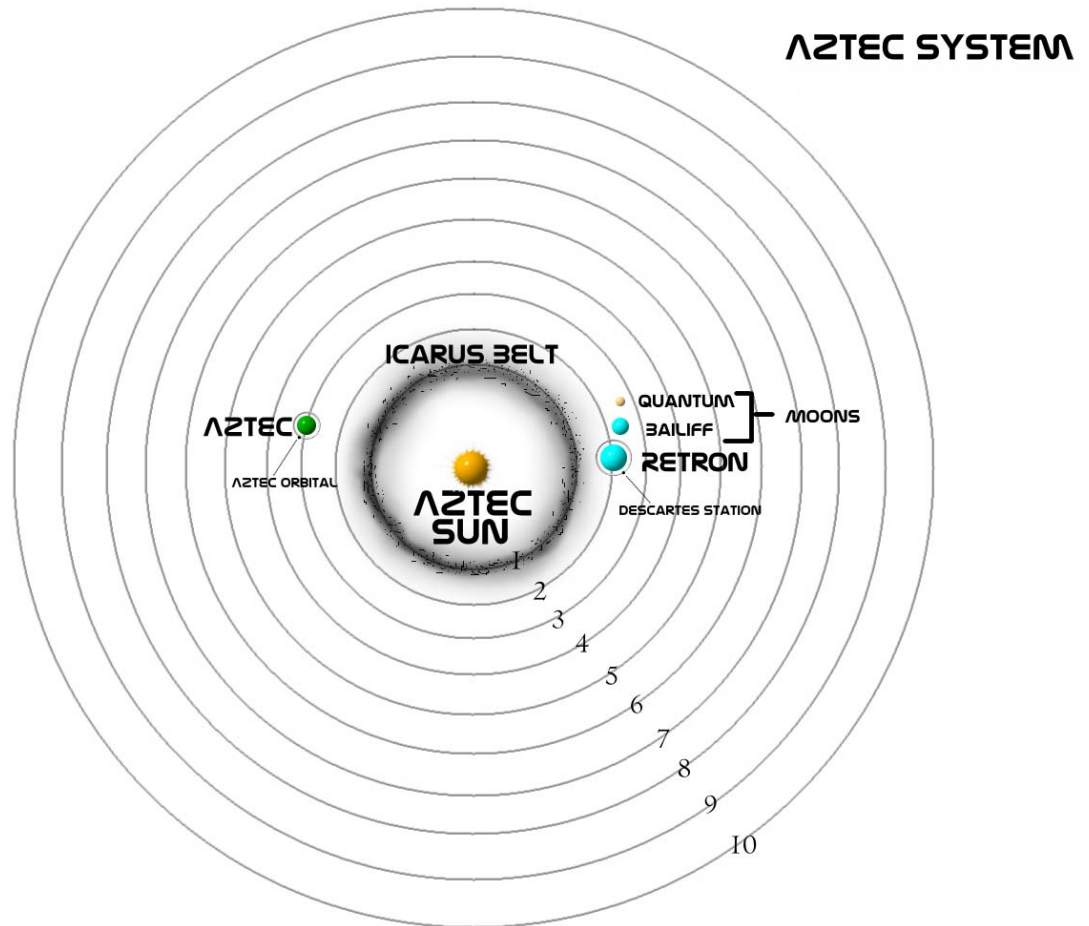 AZTEC SYSTEM
ICARUS BELT
QUANTUM
MOONS
AZTEC
BAILIFF
RETRON
AZTEC ORBITAL
AZTEC
SUN
DESCARTES STATION
1
2
3
4
5
6
7
8
9
10